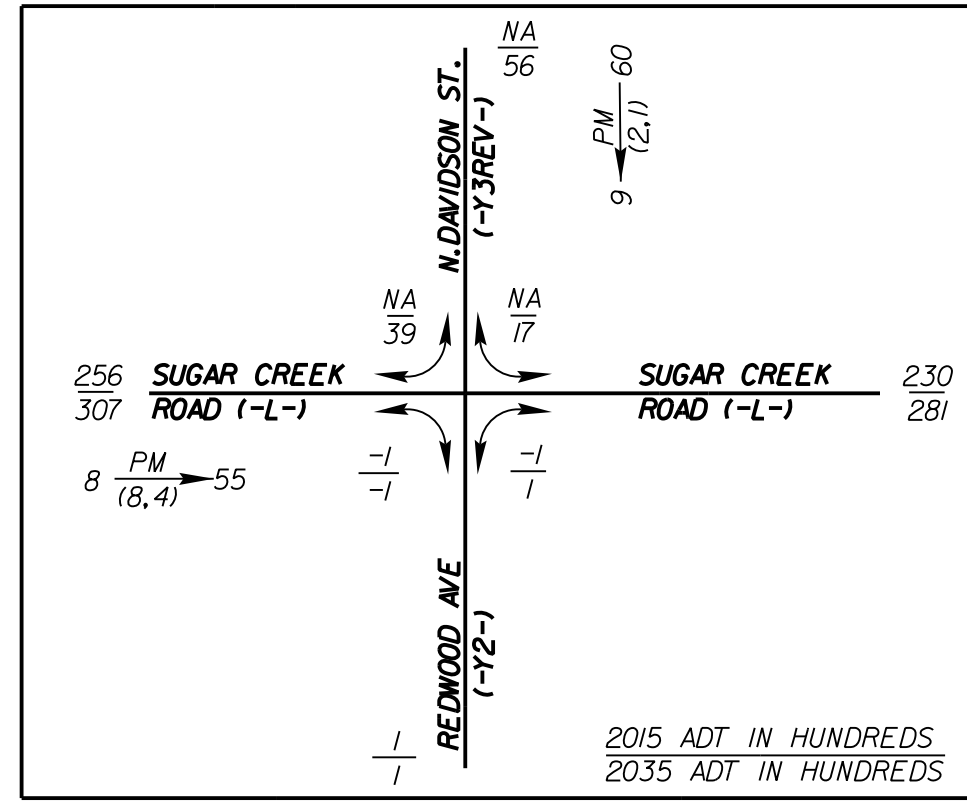 NA
56
N.DAVIDSON ST.
(-Y3REV-)
60
PM
(2,1)
9
NA
39
NA
17
256
307
SUGAR CREEK
ROAD (-L-)
SUGAR CREEK
ROAD (-L-)
230
281
8
PM
(8,4)
55
-1
-1
-1
1
REDWOOD AVE
(-Y2-)
1
1
2015 ADT IN HUNDREDS
2035 ADT IN HUNDREDS